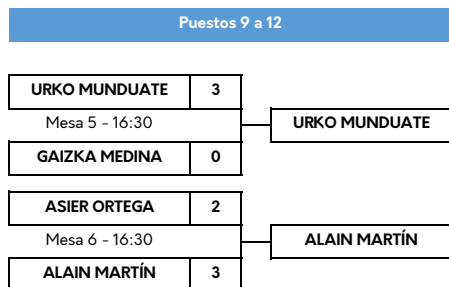 Puestos 9 a 12
URKO MUNDUATE 3
Mesa 5 - 16:30
URKO MUNDUATE
GAIZKA MEDINA 0
ASIER ORTEGA 2
Mesa 6 - 16:30
ALAIN MARTÍN
ALAIN MARTÍN 3